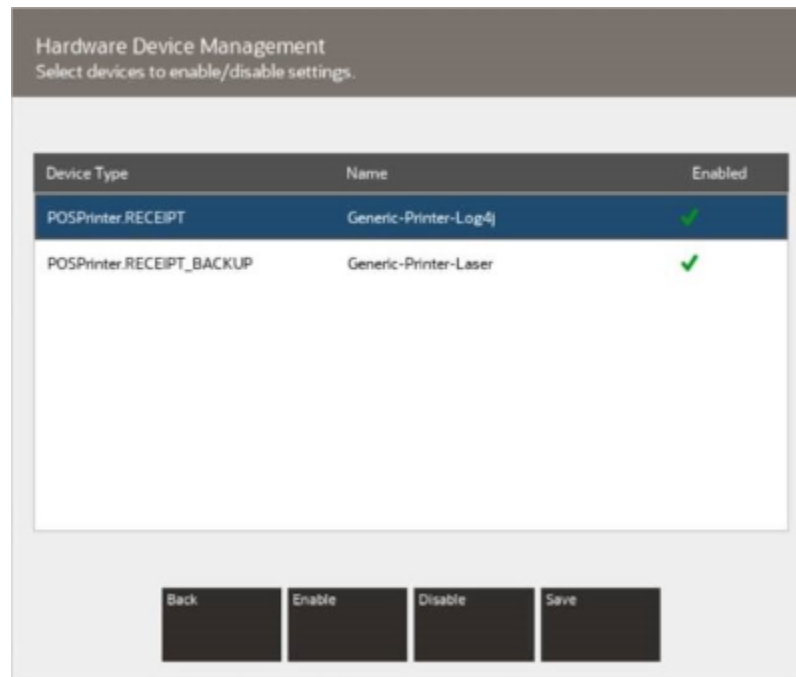 Hardware Device Management
Select devices to enable/disable settings.
Device Type Name Enabled
POSPrinter.RECEIPT Generic-Printer-Log4j
POSPrinter.RECEIPT_BACKUP Generic-Printer-Laser
Back Enable Disable Save